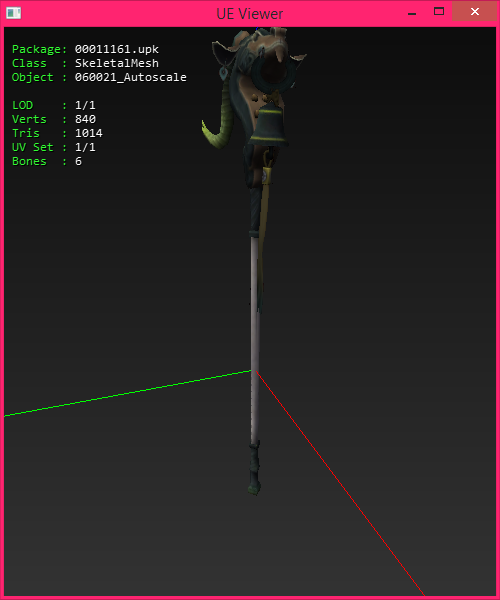 UE Viewer
Package: 00011161.upk
Class : SkeletalMesh
Object : 060021_Autoscale
LOD : 1/1
Verts : 840
Tris : 1014
UV Set : 1/1
Bones : 6